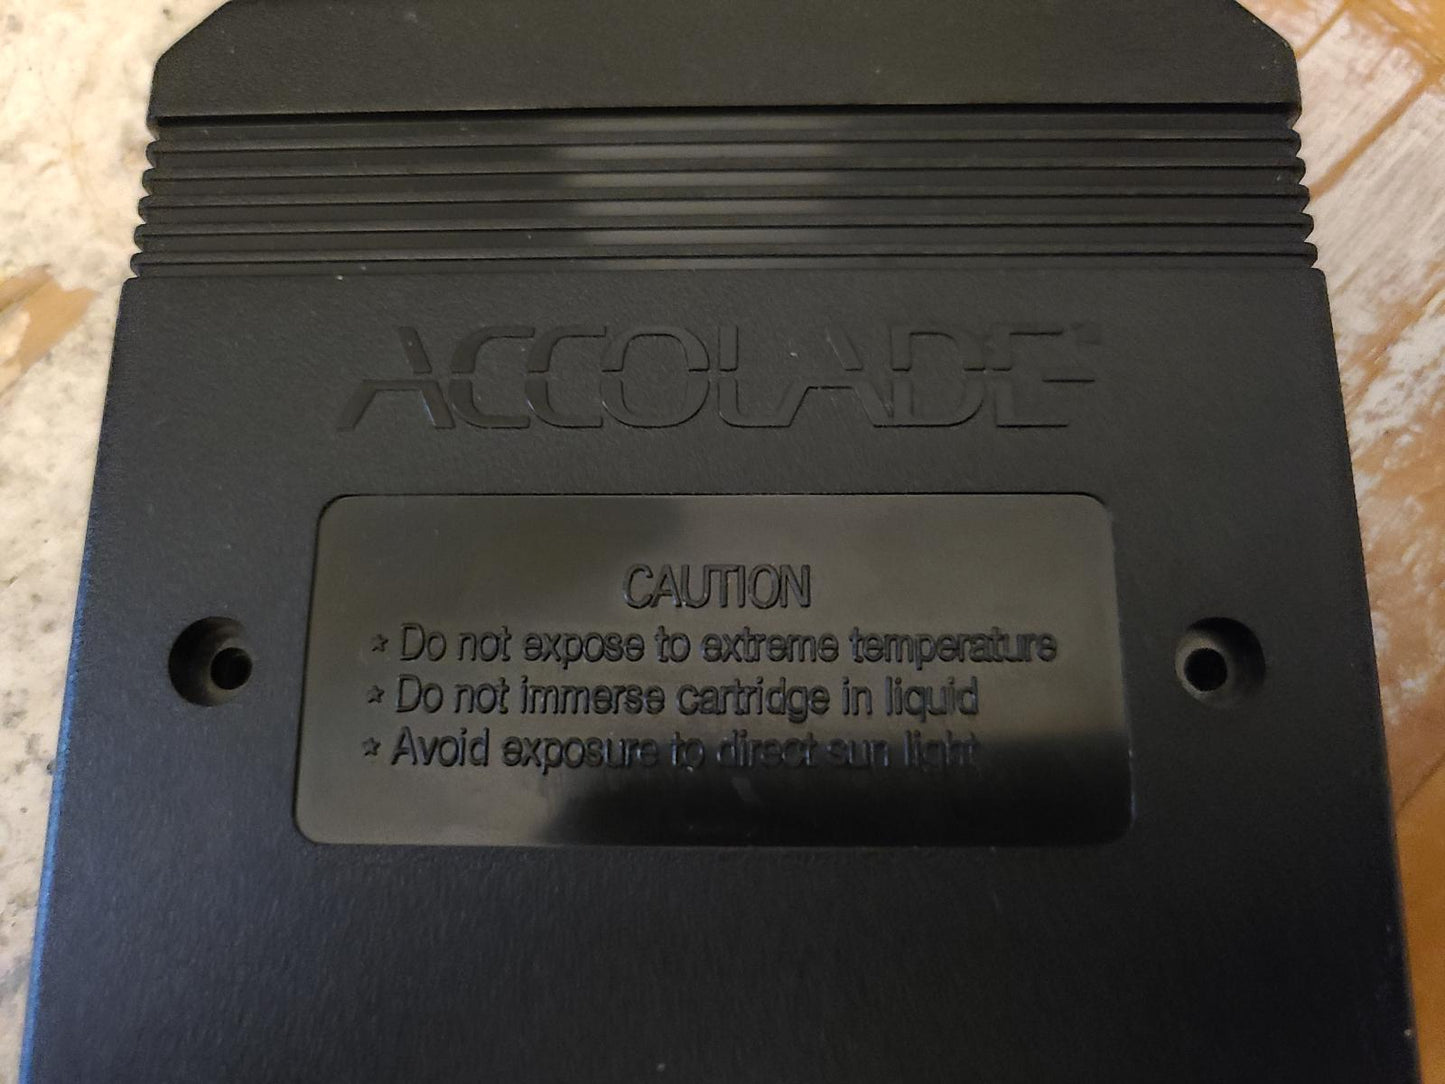 ACCOLADE
CAUTION
* Do not expose to extreme temperature
* Do not immerse cartridge in liquid
* Avoid exposure to direct sun light